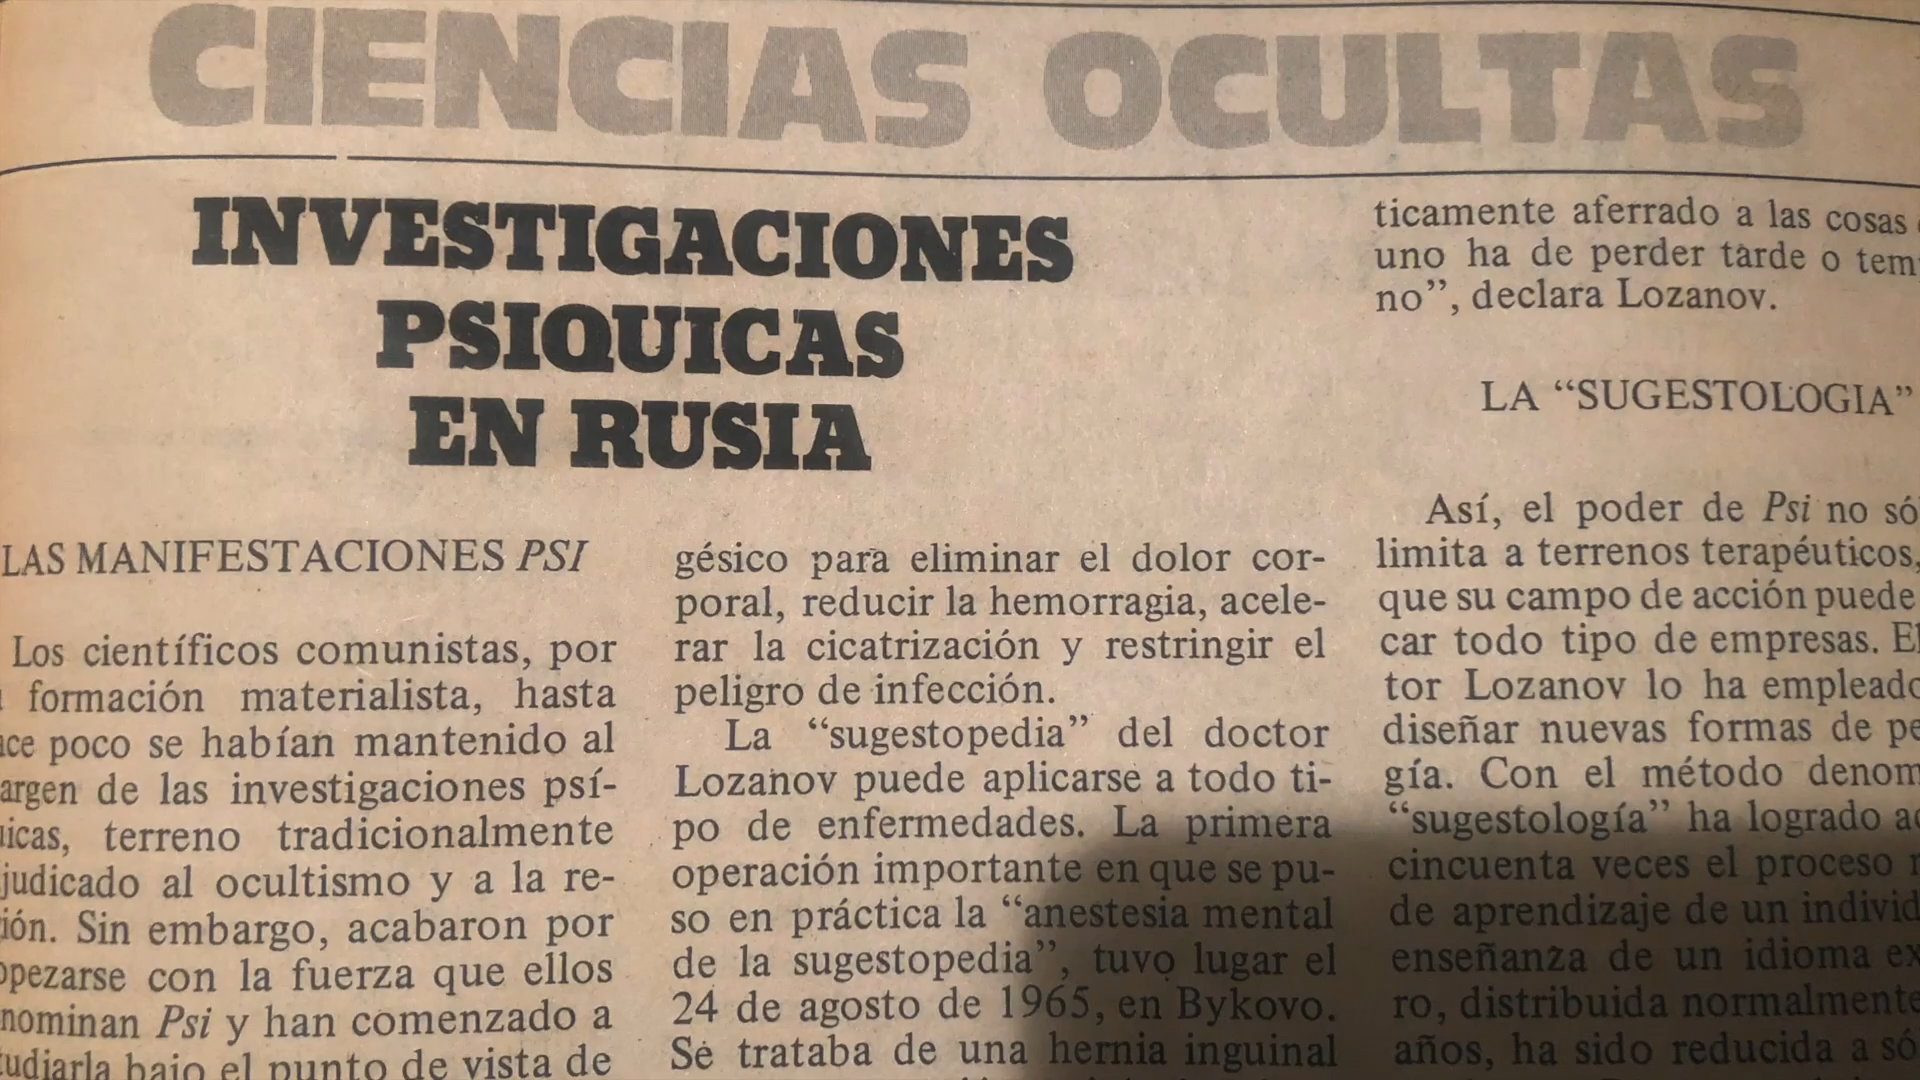 CIENCIAS OCULTAS
INVESTIGACIONES
PSIQUICAS
EN RUSIA
LAS MANIFESTACIONES PSI
Los científicos comunistas, por
formación materialista, hasta
poco se habían mantenido al
de las investigaciones psí-
terreno tradicionalmente
al ocultismo y a la re-
Sin embargo, acabaron por
con la fuerza que ellos
Psi y han comenzado a
bajo el punto de vista de
gésico para eliminar el dolor cor-
poral, reducir la hemorragia, acele-
rar la cicatrización y restringir el
peligro de infección.
La “sugestopedia” del doctor
Lozanov puede aplicarse a todo ti-
po de enfermedades. La primera
operación importante en que se pu-
so en práctica la “anestesia mental
de la sugestopedia”, tuvo lugar el
24 de agosto de 1965, en Bykovo.
Se trataba de una hernia inguinal
ticamente aferrado a las cosas
uno ha de perder tarde o tem
no”, declara Lozanov.
LA “SUGESTOLOGIA”
Así, el poder de Psi no
limita a terrenos terapéuticos,
que su campo de acción puede
car todo tipo de empresas.
tor Lozanov lo ha
diseñar nuevas formas de
gía. Con el método
“sugestología” ha logrado
cincuenta veces el proceso
de aprendizaje de un
enseñanza de un idioma
ro, distribuida normalmente
años, ha sido reducida a